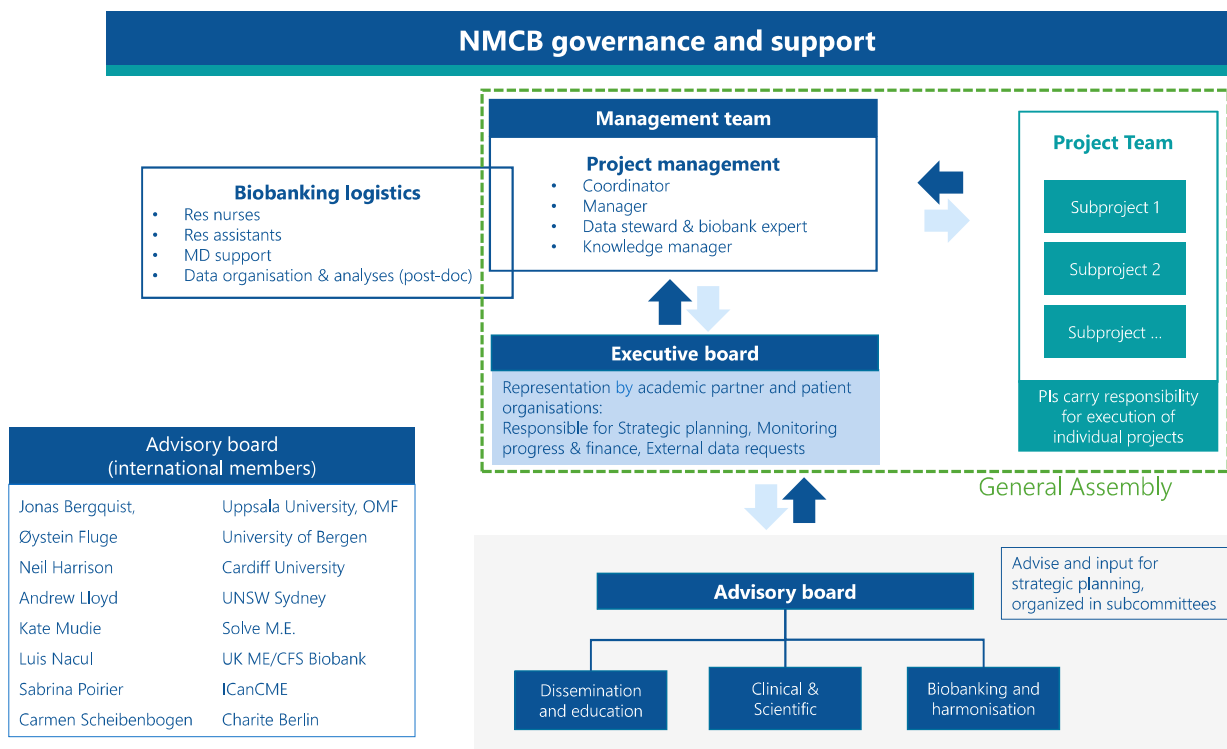 NMCB governance and support
Management team
Project management
• Coordinator
• Manager
• Data steward & biobank expert
• Knowledge manager
Biobanking logistics
• Res nurses
• Res assistants
• MD support
• Data organisation & analyses (post-doc)
Project Team
Subproject 1
Subproject 2
Subproject ...
PIs carry responsibility
for execution of
individual projects
Executive board
Representation by academic partner and patient
organisations:
Responsible for Strategic planning, Monitoring
progress & finance, External data requests
General Assembly
Advisory board
(international members)
Jonas Bergquist, Uppsala University, OMF
Øystein Fluge University of Bergen
Neil Harrison Cardiff University
Andrew Lloyd UNSW Sydney
Kate Mudie Solve M.E.
Luis Nacul UK ME/CFS Biobank
Sabrina Poirier ICanCME
Carmen Scheibenbogen Charite Berlin
Advise and input for
strategic planning,
organized in subcommittees
Advisory board
Dissemination
and education
Clinical &
Scientific
Biobanking and
harmonisation